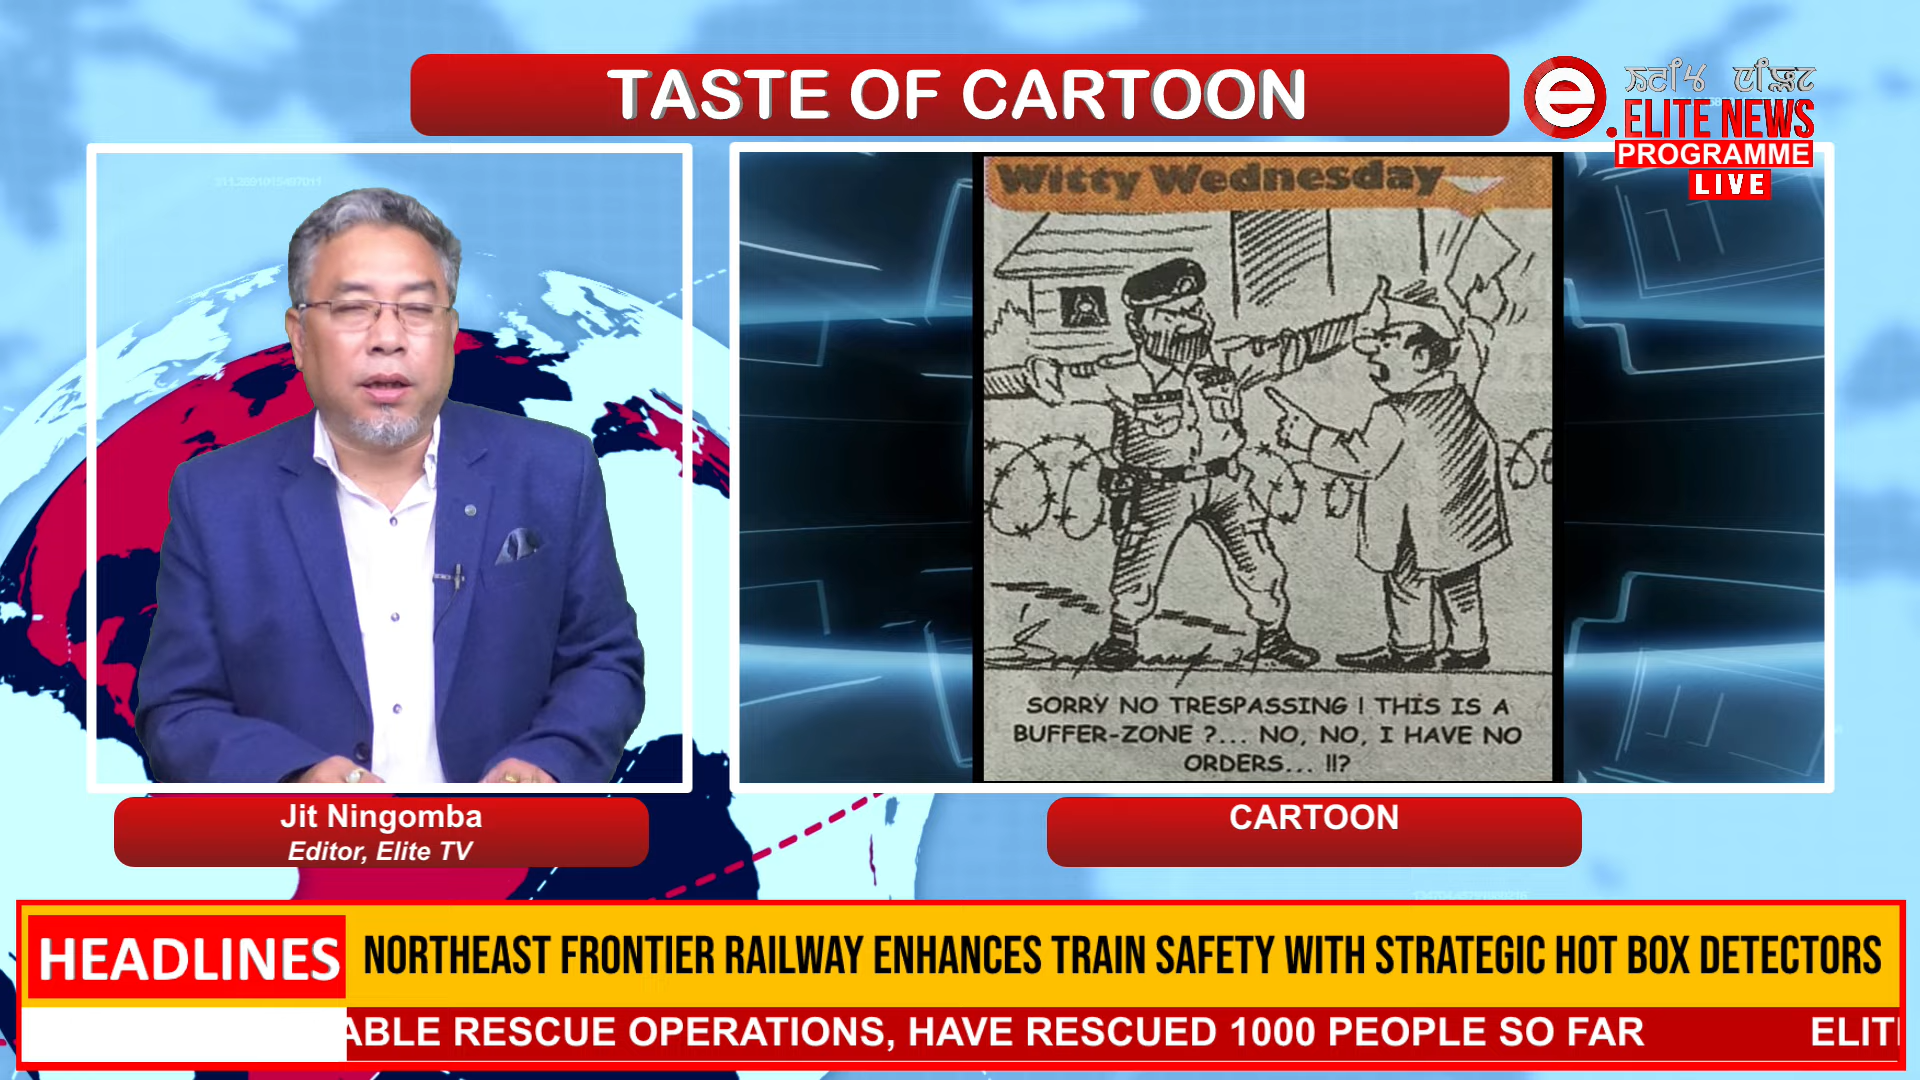 TASTE OF CARTOON
ELITE NEWS
PROGRAMME
LIVE
Witty Wednesday
SORRY NO TRESPASSING ! THIS IS A
BUFFER-ZONE ?... NO, NO, I HAVE NO
ORDERS... !!?
Jit Ningomba
Editor, Elite TV
CARTOON
HEADLINES
NORTHEAST FRONTIER RAILWAY ENHANCES TRAIN SAFETY WITH STRATEGIC HOT BOX DETECTORS
ABLE RESCUE OPERATIONS, HAVE RESCUED 1000 PEOPLE SO FAR ELIT